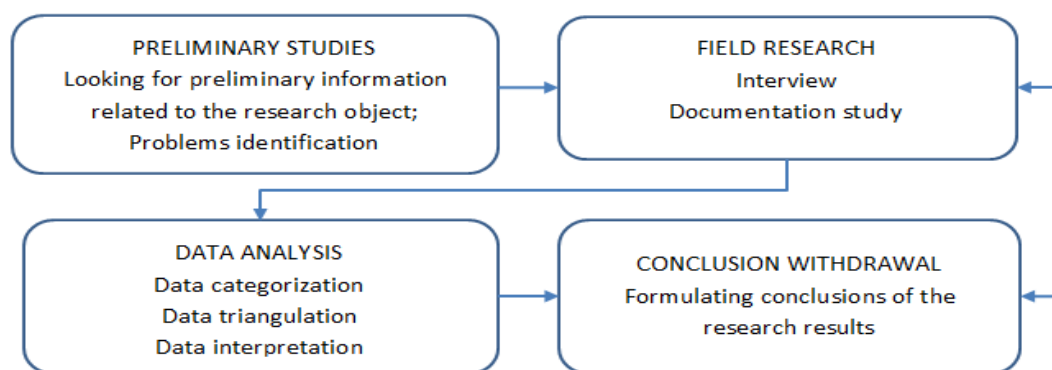 PRELIMINARY STUDIES
Looking for preliminary information
related to the research object;
Problems identification
FIELD RESEARCH
Interview
Documentation study
DATA ANALYSIS
Data categorization
Data triangulation
Data interpretation
CONCLUSION WITHDRAWAL
Formulating conclusions of the
research results